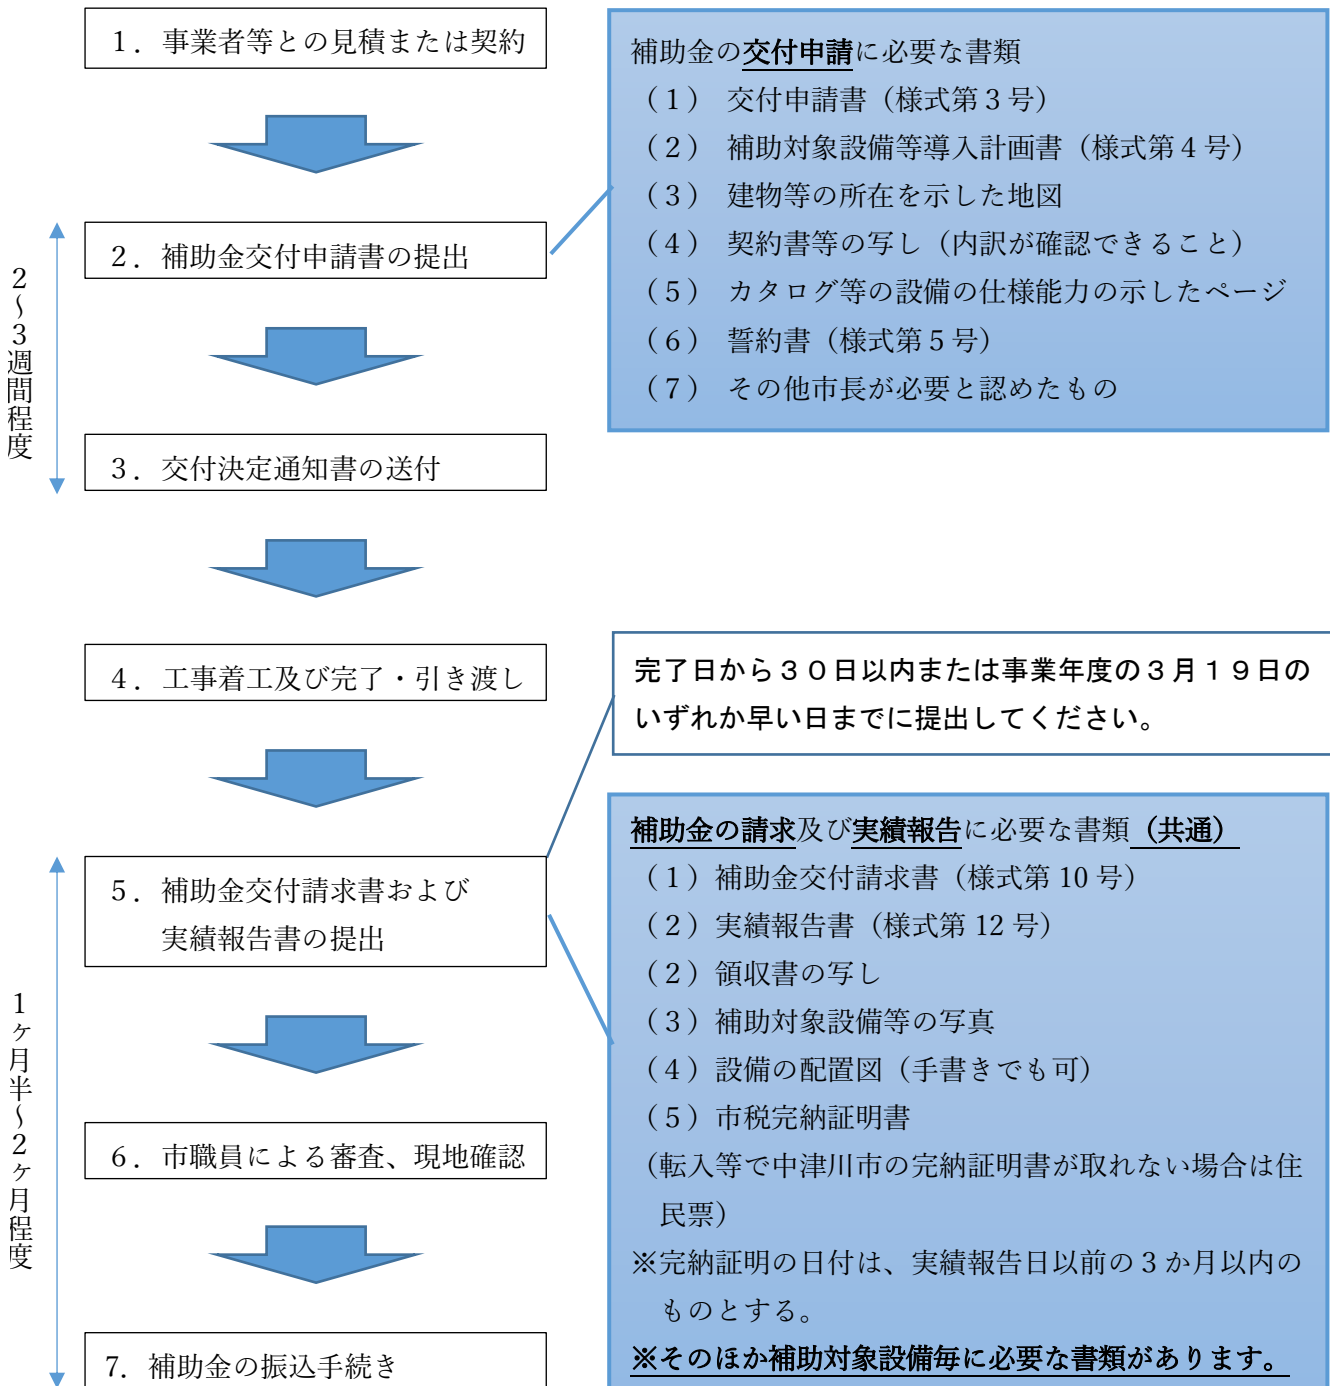 １．事業者等との見積または契約
補助金の交付申請に必要な書類
（１） 交付申請書（様式第３号）
（２） 補助対象設備等導入計画書（様式第４号）
（３） 建物等の所在を示した地図
（４） 契約書等の写し（内訳が確認できること）
（５） カタログ等の設備の仕様能力の示したページ
（６） 誓約書（様式第５号）
（７） その他市長が必要と認めたもの
２．補助金交付申請書の提出
２～３週間程度
３．交付決定通知書の送付
４．工事着工及び完了・引き渡し
完了日から３０日以内または事業年度の３月１９日の
いずれか早い日までに提出してください。
５．補助金交付請求書および
実績報告書の提出
補助金の請求及び実績報告に必要な書類（共通）
（１）補助金交付請求書（様式第 10 号）
（２）実績報告書（様式第 12 号）
（２）領収書の写し
（３）補助対象設備等の写真
（４）設備の配置図（手書きでも可）
（５）市税完納証明書
（転入等で中津川市の完納証明書が取れない場合は住
民票）
※完納証明の日付は、実績報告日以前の３か月以内の
ものとする。
※そのほか補助対象設備毎に必要な書類があります。
１ヶ月半～２ヶ月程度
６．市職員による審査、現地確認
７．補助金の振込手続き